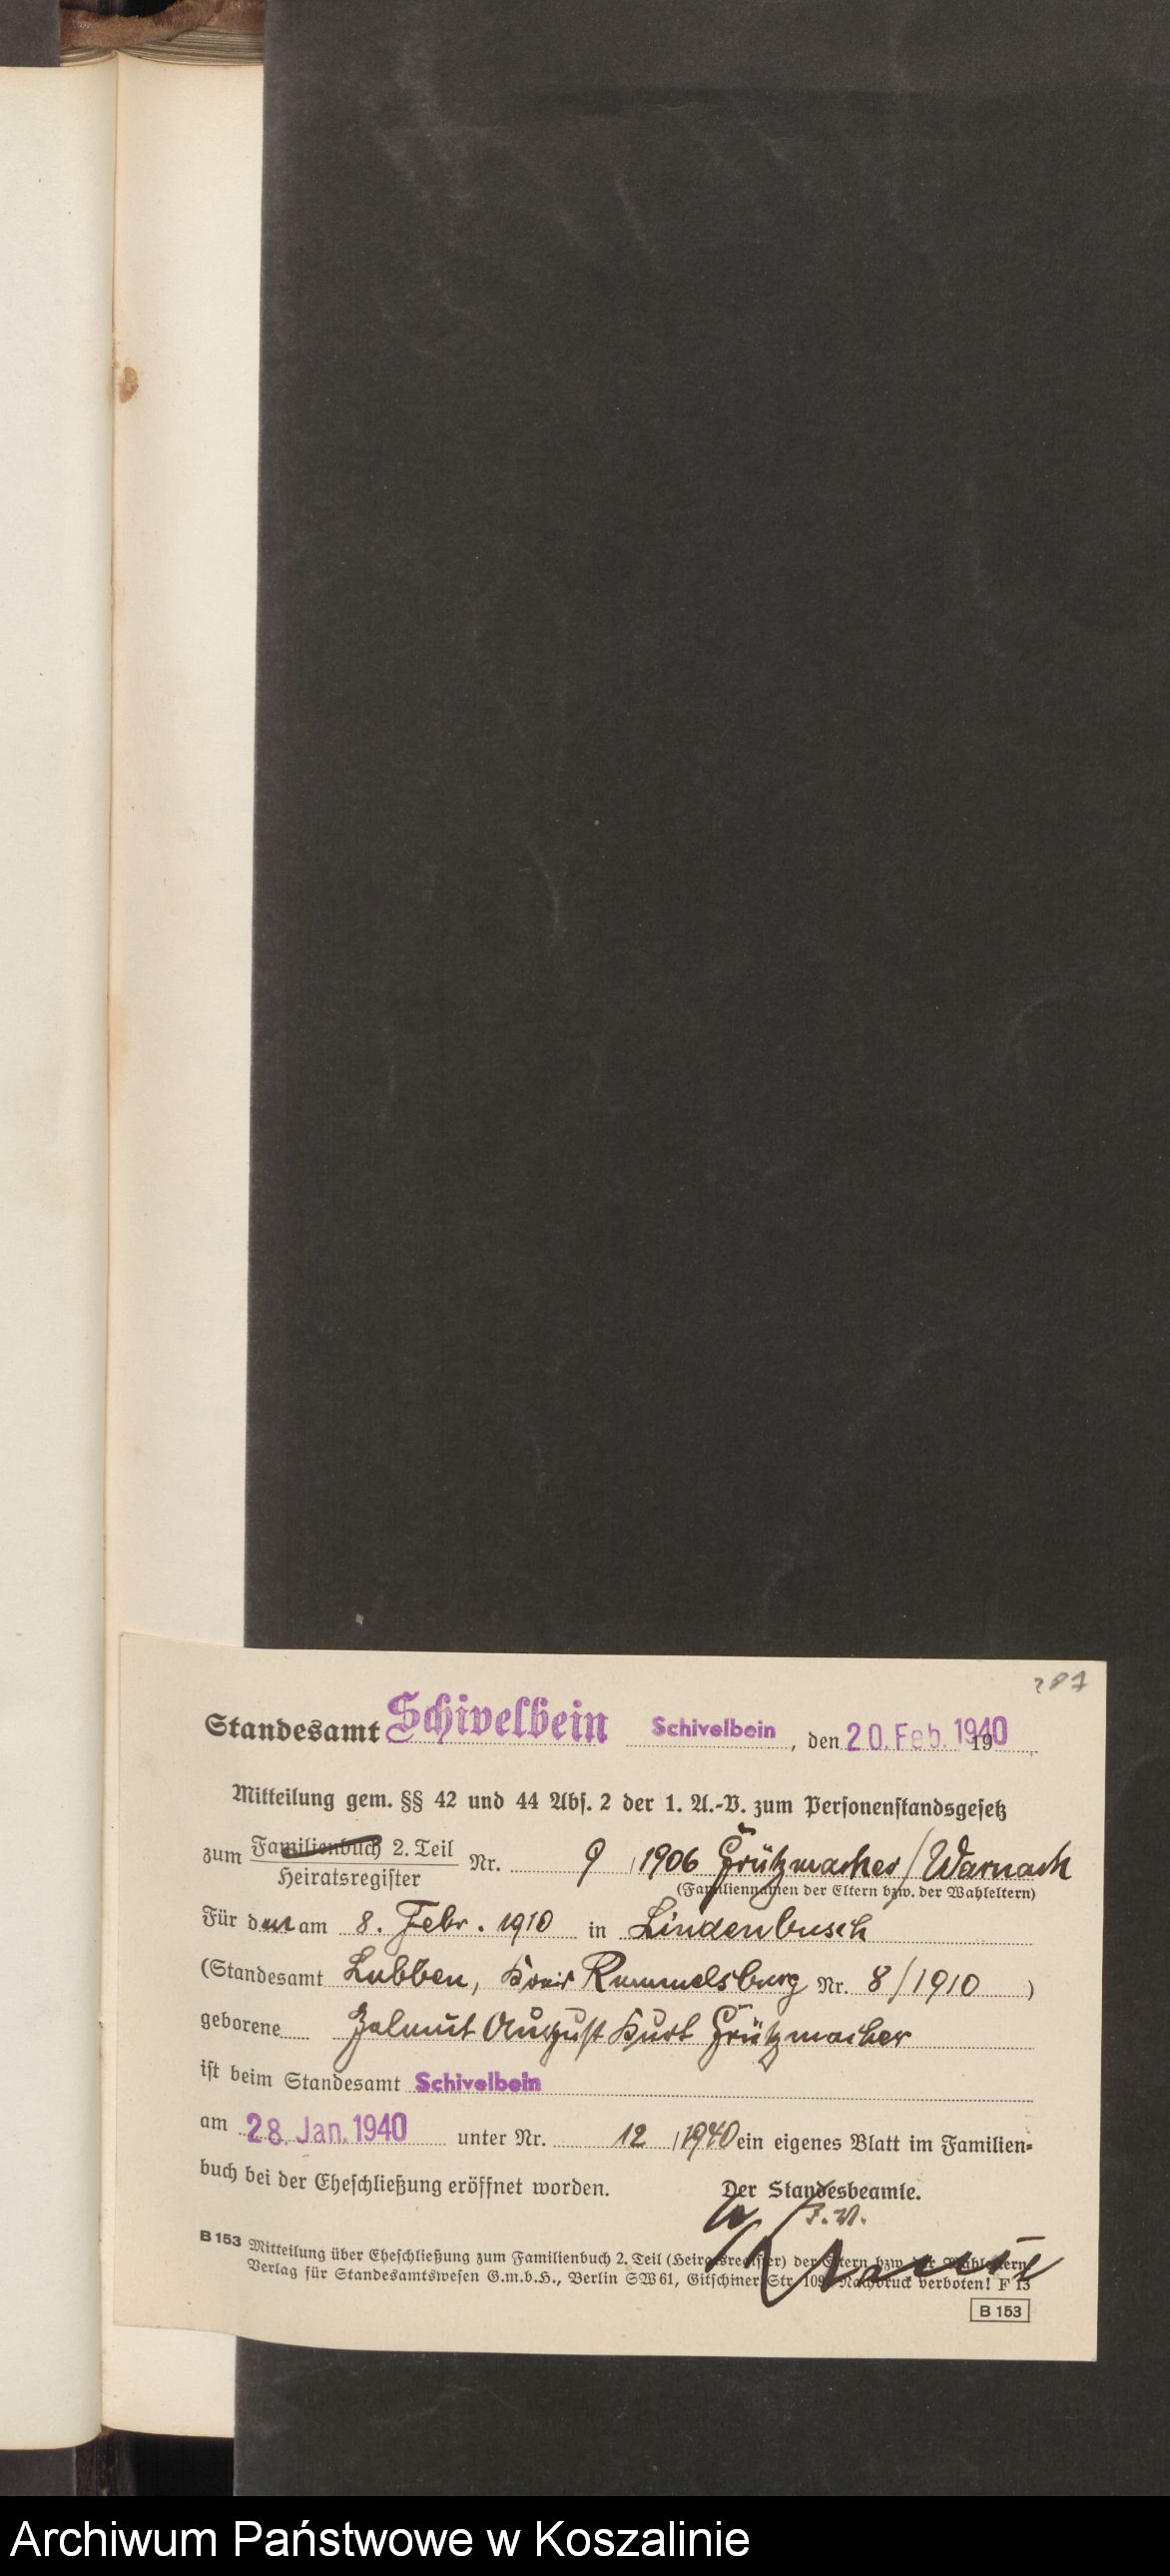 287
Standesamt Schivelbein Schivelbein, den 20. Feb. 1940 19
Mitteilung gem. §§ 42 und 44 Abs. 2 der 1. A.-V. zum Personenstandsgesetz
zum Familienbuch 2. Teil
Heiratsregister Nr. 9 / 1906 Grützmacher / Warnach
(Familiennamen der Eltern bzw. der Wahleltern)
Für den am 8. Febr. 1910 in Lindenbusch
(Standesamt Lubben, Kreis Rummelsburg Nr. 8/1910 )
geborene Helmut August Kurt Grützmacher
ist beim Standesamt Schivelbein
am 28. Jan. 1940 unter Nr. 12 / 1940 ein eigenes Blatt im Familien-
buch bei der Eheschließung eröffnet worden.
Der Standesbeamte.
J. V.
B 153 Mitteilung über Eheschließung zum Familienbuch 2. Teil (Heiratsregister) der Eltern bzw. der Wahleltern
Verlag für Standesamtswesen G.m.b.H., Berlin SW 61, Gitschiner Str. 109. Nachdruck verboten! F 13
B 153
Archiwum Państwowe w Koszalinie